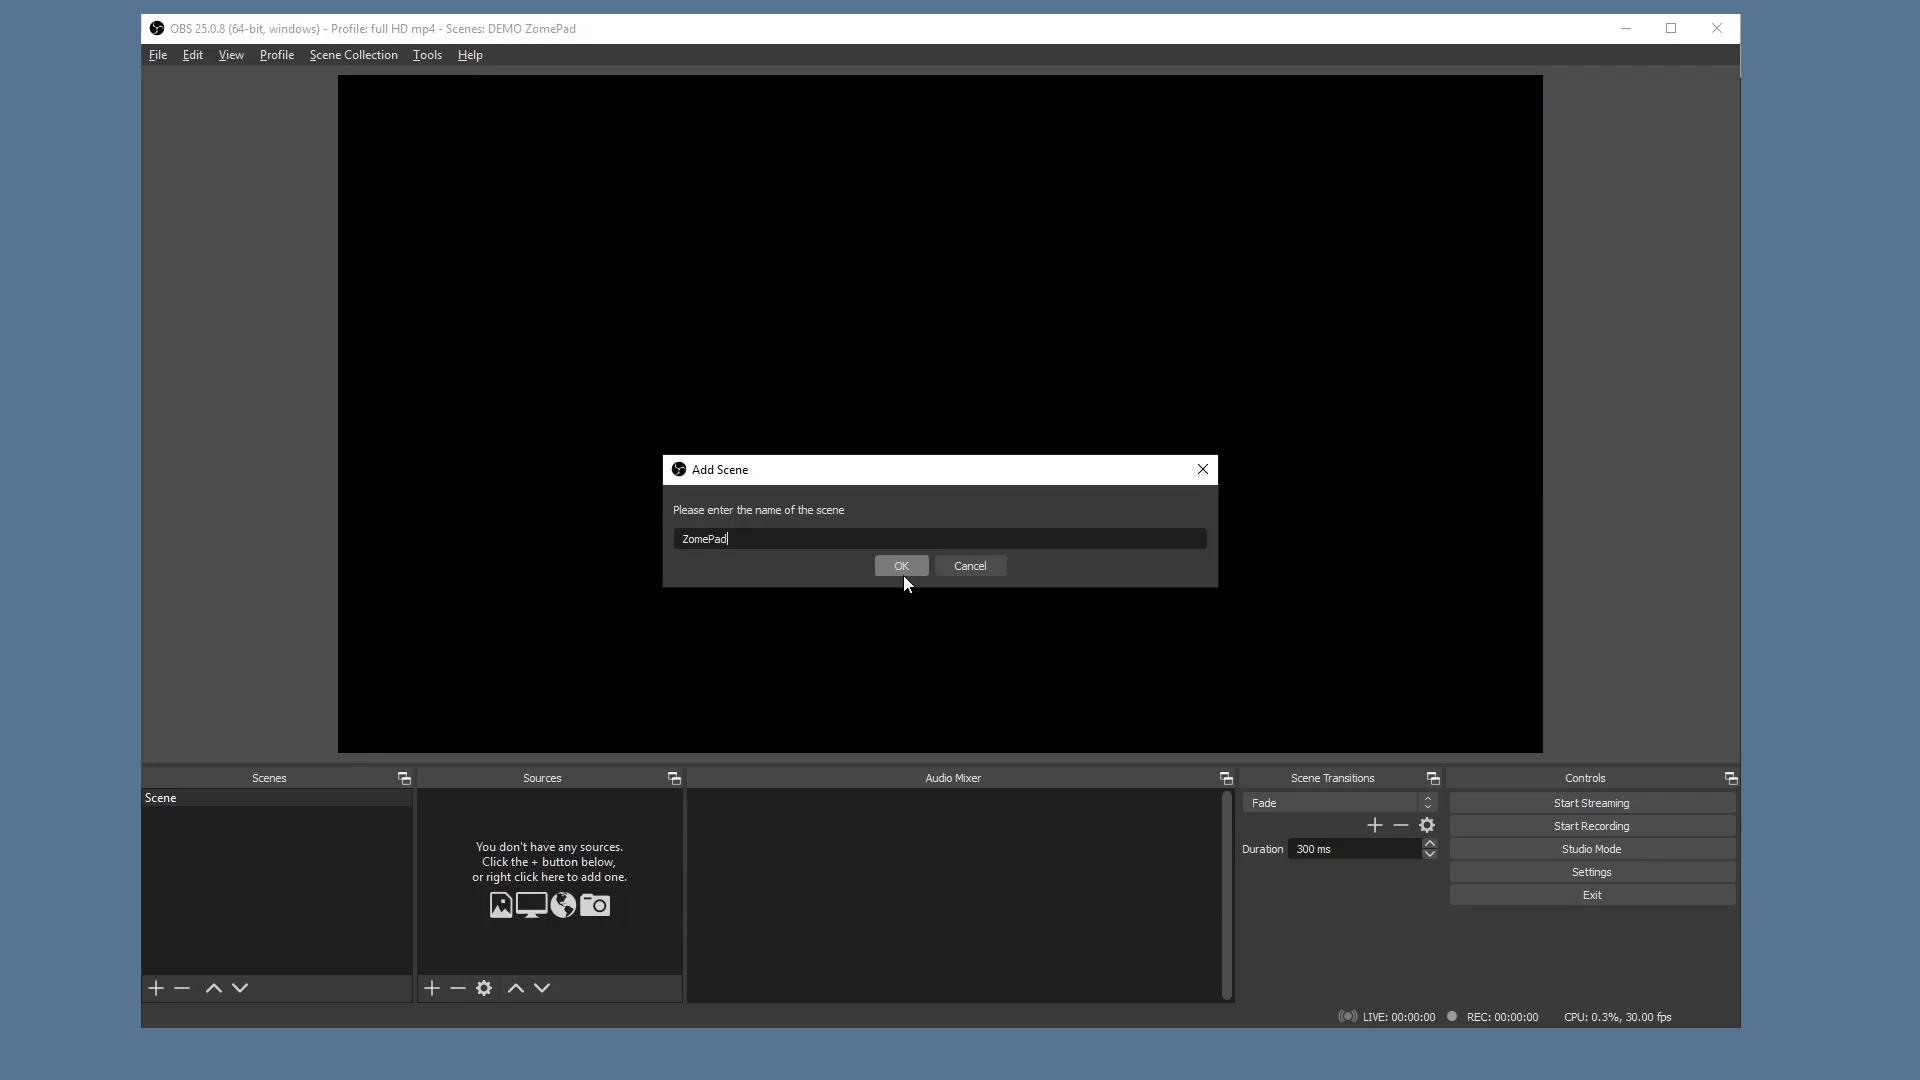 OBS 25.0.8 (64-bit, windows) - Profile: full HD mp4 - Scenes: DEMO ZomePad
File Edit View Profile Scene Collection Tools Help
Add Scene
Please enter the name of the scene
ZomePad
OK Cancel
Scenes Sources Audio Mixer Scene Transitions Controls
Scene
Fade
Start Streaming
Start Recording
Duration 300 ms
Studio Mode
Settings
Exit
You don't have any sources.
Click the + button below,
or right click here to add one.
LIVE: 00:00:00 REC: 00:00:00 CPU: 0.3%, 30.00 fps